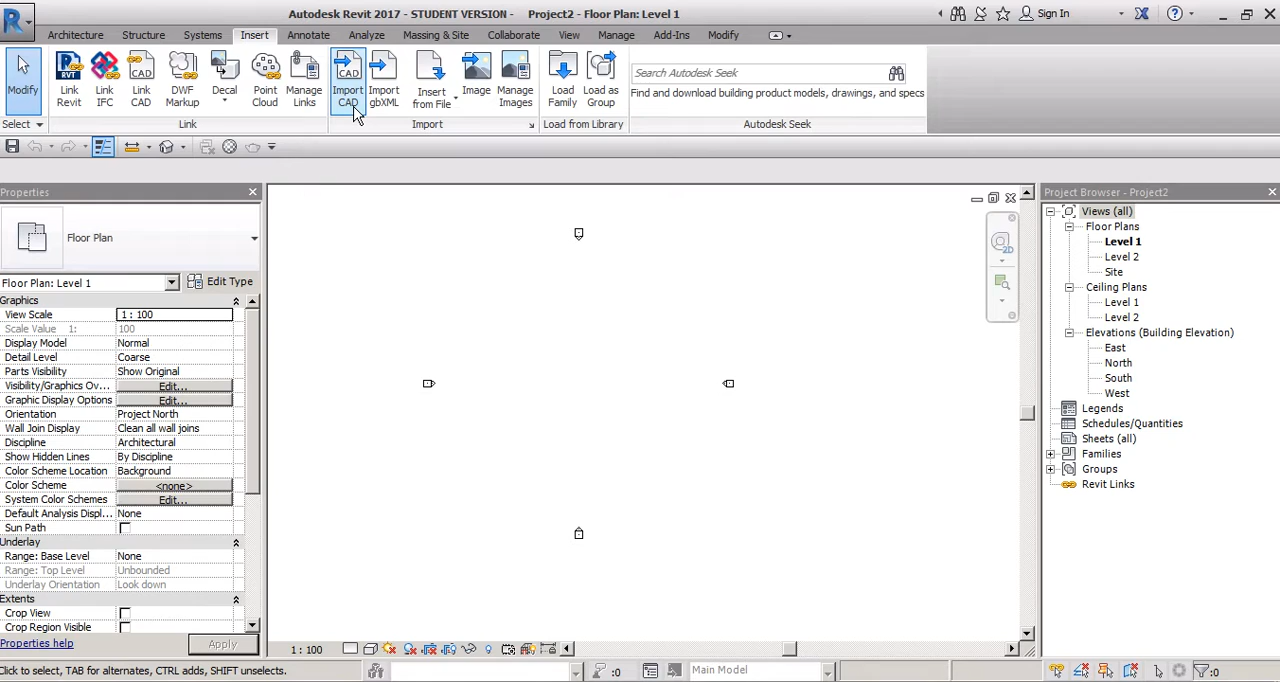 Autodesk Revit 2017 - STUDENT VERSION - Project2 - Floor Plan: Level 1
Sign In
Architecture Structure Systems Insert Annotate Analyze Massing & Site Collaborate View Manage Add-Ins Modify
Modify
Link Revit
Link IFC
Link CAD
DWF Markup
Decal
Point Cloud
Manage Links
Import CAD
Import gbXML
Insert from File
Image
Manage Images
Load Family
Load as Group
Search Autodesk Seek
Find and download building product models, drawings, and specs
Select Link Import Load from Library Autodesk Seek
Properties
Floor Plan
Floor Plan: Level 1 Edit Type
Graphics
View Scale 1 : 100
Scale Value 1: 100
Display Model Normal
Detail Level Coarse
Parts Visibility Show Original
Visibility/Graphics Ov... Edit...
Graphic Display Options Edit...
Orientation Project North
Wall Join Display Clean all wall joins
Discipline Architectural
Show Hidden Lines By Discipline
Color Scheme Location Background
Color Scheme <none>
System Color Schemes Edit...
Default Analysis Displ... None
Sun Path
Underlay
Range: Base Level None
Range: Top Level Unbounded
Underlay Orientation Look down
Extents
Crop View
Crop Region Visible
Properties help Apply
2D
1 : 100
Project Browser - Project2
Views (all)
Floor Plans
Level 1
Level 2
Site
Ceiling Plans
Level 1
Level 2
Elevations (Building Elevation)
East
North
South
West
Legends
Schedules/Quantities
Sheets (all)
Families
Groups
Revit Links
Click to select, TAB for alternates, CTRL adds, SHIFT unselects.
:0
Main Model
:0